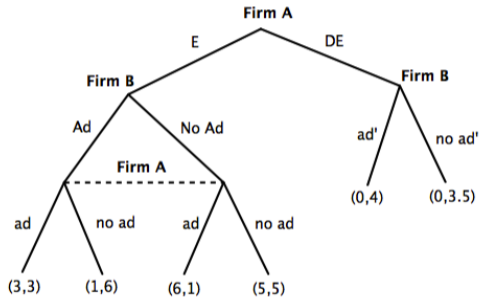 Firm A
E
DE
Firm B
Firm B
Ad
No Ad
ad'
no ad'
Firm A
(0,4)
(0,3.5)
ad
no ad
ad
no ad
(3,3)
(1,6)
(6,1)
(5,5)